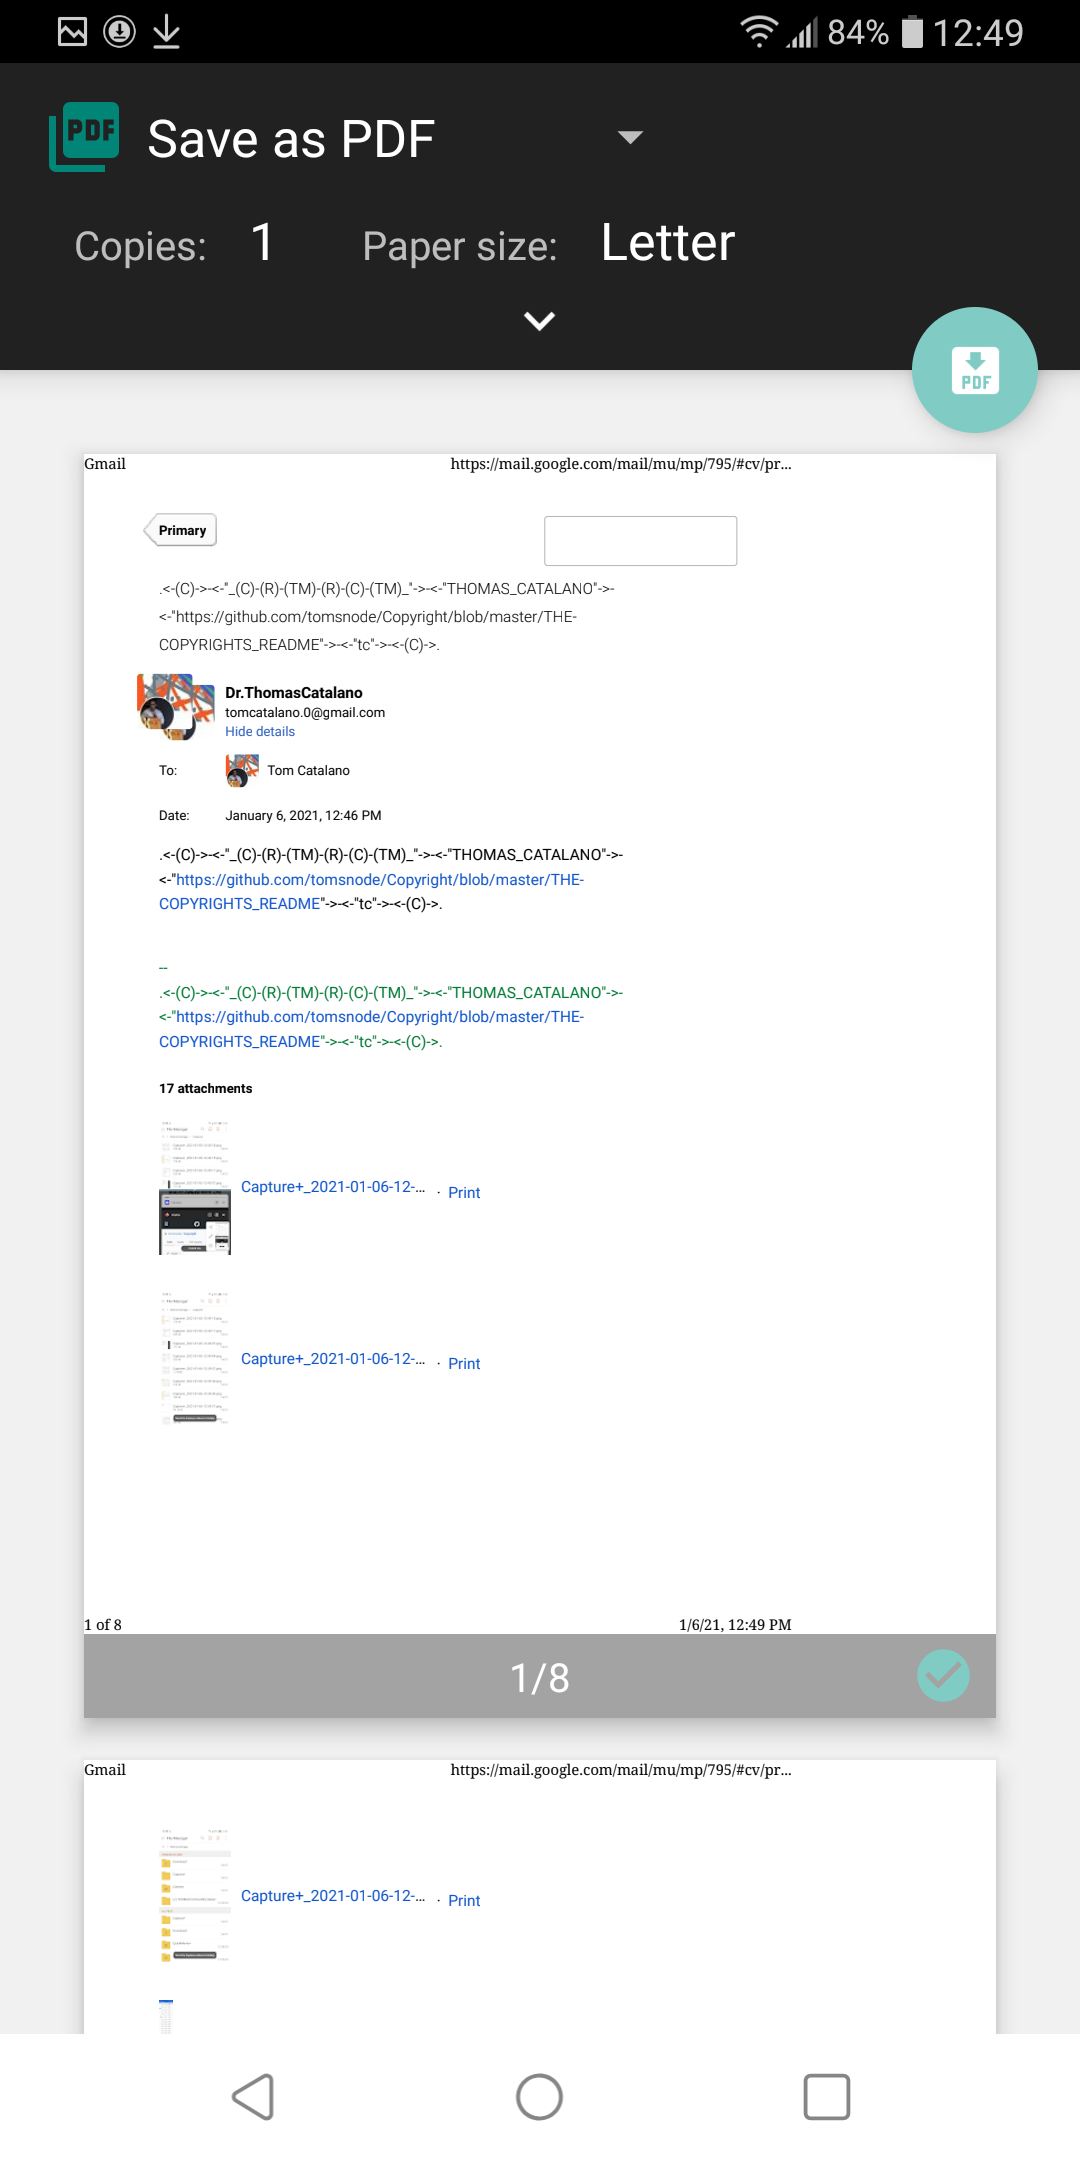 84% 12:49
PDF Save as PDF
Copies: 1 Paper size: Letter
PDF
Gmail https://mail.google.com/mail/mu/mp/795/#cv/pr...
Primary
.<-(C)->-<-"_(C)-(R)-(TM)-(R)-(C)-(TM)_"->-<-"THOMAS_CATALANO"->-
<-"https://github.com/tomsnode/Copyright/blob/master/THE-
COPYRIGHTS_README"->-<-"tc"->-<-(C)->.
Dr.ThomasCatalano
tomcatalano.0@gmail.com
Hide details
To: Tom Catalano
Date: January 6, 2021, 12:46 PM
.<-(C)->-<-"_(C)-(R)-(TM)-(R)-(C)-(TM)_"->-<-"THOMAS_CATALANO"->-
<-"https://github.com/tomsnode/Copyright/blob/master/THE-
COPYRIGHTS_README"->-<-"tc"->-<-(C)->.
--
.<-(C)->-<-"_(C)-(R)-(TM)-(R)-(C)-(TM)_"->-<-"THOMAS_CATALANO"->-
<-"https://github.com/tomsnode/Copyright/blob/master/THE-
COPYRIGHTS_README"->-<-"tc"->-<-(C)->.
17 attachments
Capture+_2021-01-06-12-... · Print
Capture+_2021-01-06-12-... · Print
1 of 8 1/6/21, 12:49 PM
1/8
Gmail https://mail.google.com/mail/mu/mp/795/#cv/pr...
Capture+_2021-01-06-12-... · Print